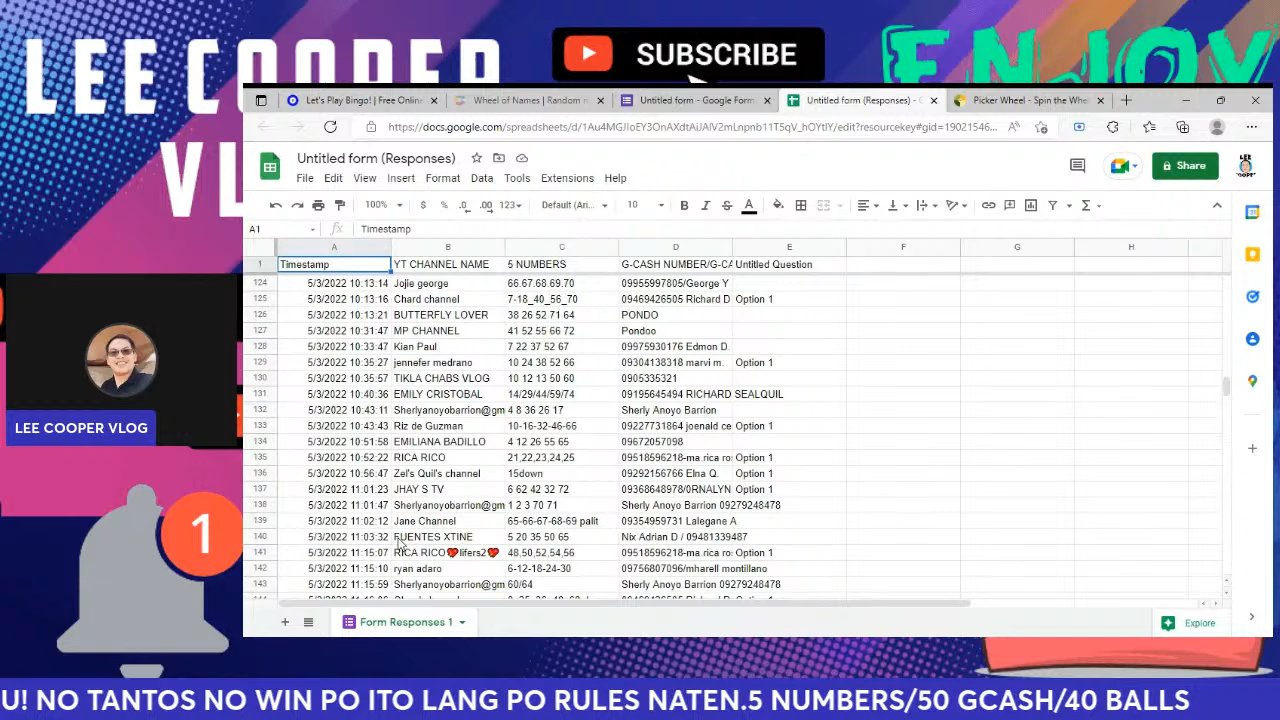 LEE COOPER
VL
SUBSCRIBE
ENJOY
Let's Play Bingo! | Free Online
Wheel of Names | Random n
Untitled form - Google Form
Untitled form (Responses) - G
Picker Wheel - Spin the Whe
https://docs.google.com/spreadsheets/d/
/edit?resourcekey#gid=19021546...
Untitled form (Responses)
File Edit View Insert Format Data Tools Extensions Help
Share
100% $ % .0 .00 123 Default (Ari... 10 B I S A
A1 fx Timestamp
A B C D E F G H
1 Timestamp YT CHANNEL NAME 5 NUMBERS G-CASH NUMBER/G-CA Untitled Question
124 5/3/2022 10:13:14 Jojie george 66.67.68.69.70 09955997805/George Y
125 5/3/2022 10:13:16 Chard channel 7-18_40_56_70 09469426505 Richard D Option 1
126 5/3/2022 10:13:21 BUTTERFLY LOVER 38 26 52 71 64 PONDO
127 5/3/2022 10:31:47 MP CHANNEL 41 52 55 66 72 Pondoo
128 5/3/2022 10:33:47 Kian Paul 7 22 37 52 67 09975930176 Edmon D.
129 5/3/2022 10:35:27 jennefer medrano 10 24 38 52 66 09304138318 marvi m. Option 1
130 5/3/2022 10:35:57 TIKLA CHABS VLOG 10 12 13 50 60 0905335321
131 5/3/2022 10:40:36 EMILY CRISTOBAL 14/29/44/59/74 09195645494 RICHARD SEALQUIL
132 5/3/2022 10:43:11 Sherlyanoyobarrion@gm 4 8 36 26 17 Sherly Anoyo Barrion
133 5/3/2022 10:43:43 Riz de Guzman 10-16-32-46-66 09227731864 joenald ce Option 1
134 5/3/2022 10:51:58 EMILIANA BADILLO 4 12 26 55 65 09672057098
135 5/3/2022 10:52:22 RICA RICO 21,22,23,24,25 09518596218-ma.rica ro Option 1
136 5/3/2022 10:56:47 Zel's Quil's channel 15down 09292156766 Elna Q. Option 1
137 5/3/2022 11:01:23 JHAY S TV 6 62 42 32 72 09368648978/0RNALYN Option 1
138 5/3/2022 11:01:47 Sherlyanoyobarrion@gm 1 2 3 70 71 Sherly Anoyo Barrion 09279248478
139 5/3/2022 11:02:12 Jane Channel 65-66-67-68-69 palit 09354959731 Lalegane A
140 5/3/2022 11:03:32 FUENTES XTINE 5 20 35 50 65 Nix Adrian D / 09481339487
141 5/3/2022 11:15:07 RICA RICO❤lifers2❤ 48,50,52,54,56 09518596218-ma.rica ro Option 1
142 5/3/2022 11:15:10 ryan adaro 6-12-18-24-30 09756807096/mharell montillano
143 5/3/2022 11:15:59 Sherlyanoyobarrion@gm 60/64 Sherly Anoyo Barrion 09279248478
Form Responses 1
Explore
LEE COOPER VLOG
1
U! NO TANTOS NO WIN PO ITO LANG PO RULES NATEN.5 NUMBERS/50 GCASH/40 BALLS